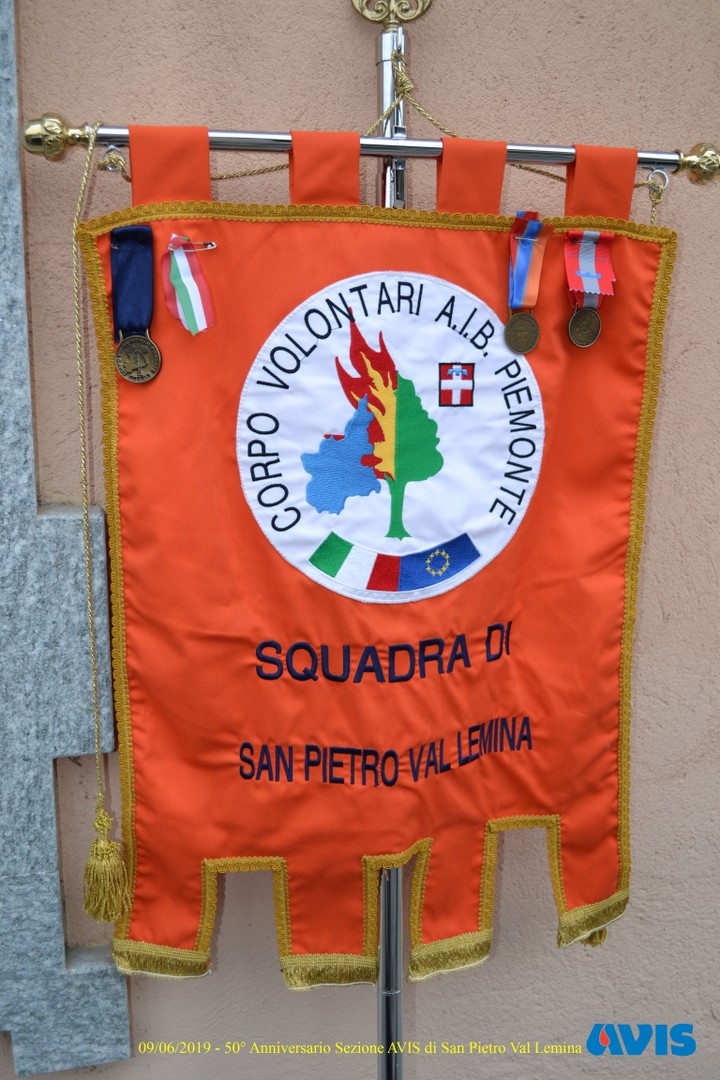 CORPO VOLONTARI A.I.B. PIEMONTE
SQUADRA DI
SAN PIETRO VAL LEMINA
09/06/2019 - 50° Anniversario Sezione AVIS di San Pietro Val Lemina
AVIS